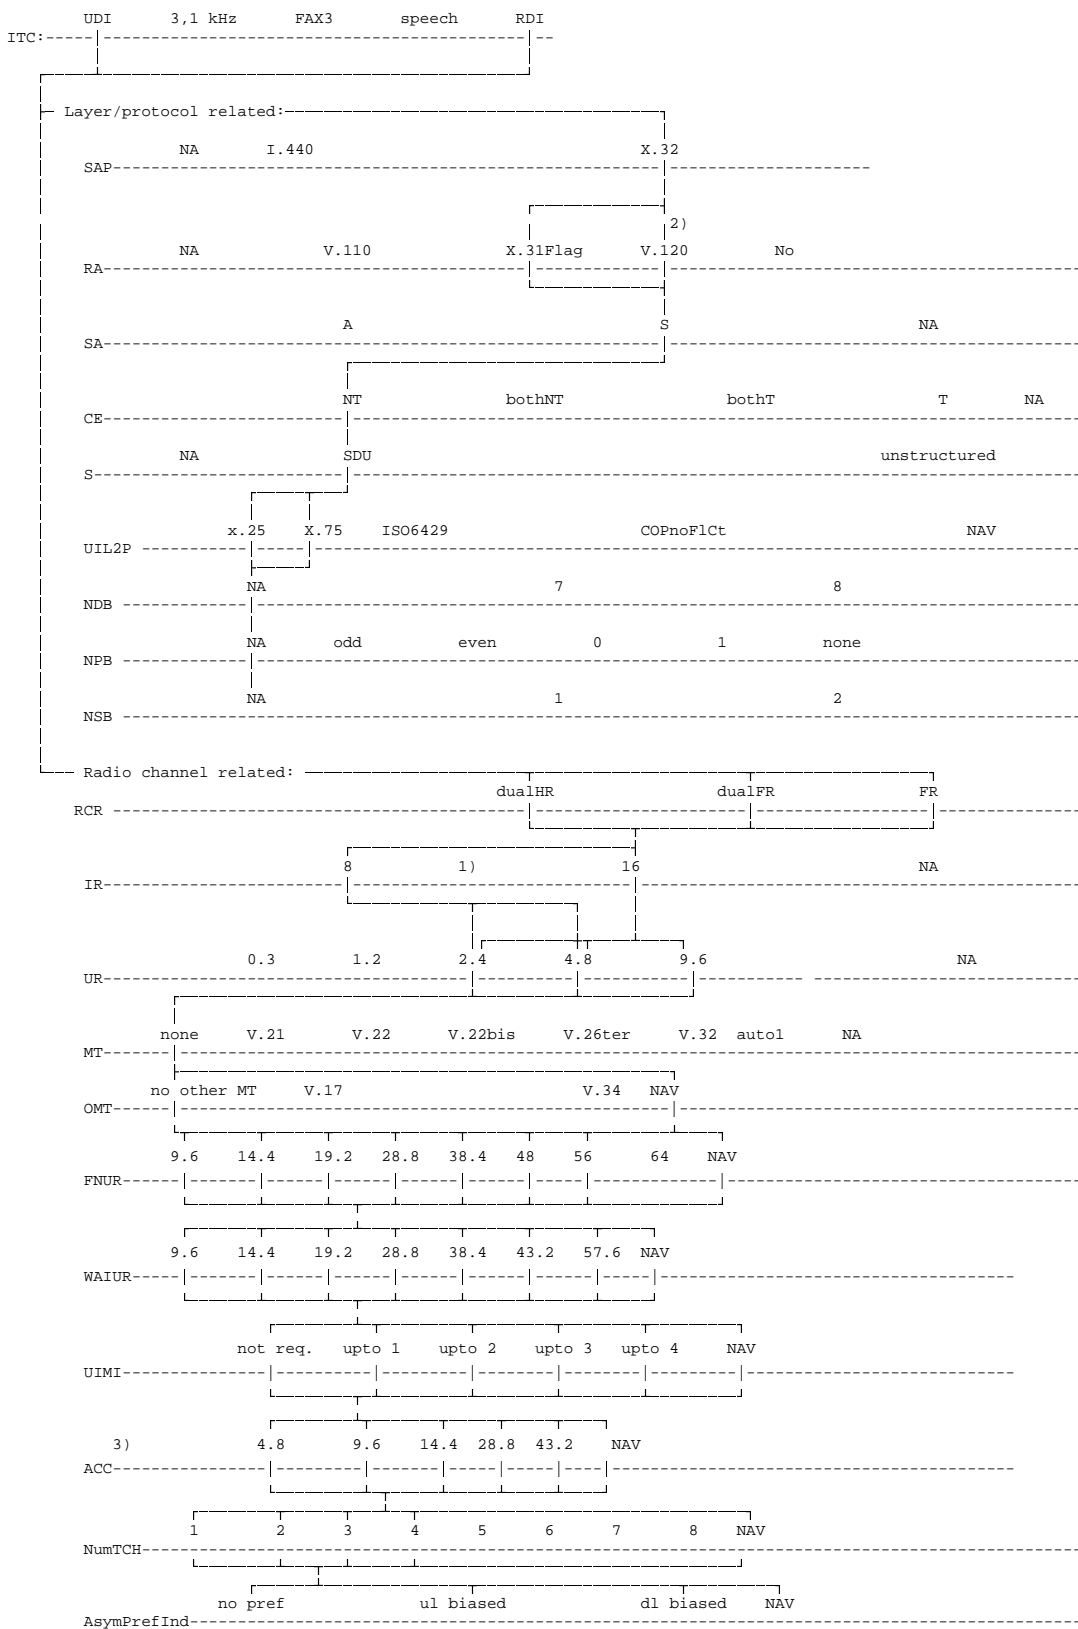 UDI 3,1 kHz FAX3 speech RDI
ITC:
Layer/protocol related:
NA I.440 X.32
SAP
2)
NA V.110 X.31Flag V.120 No
RA
A S NA
SA
NT bothNT bothT T NA
CE
NA SDU unstructured
S
x.25 X.75 ISO6429 COPnoFlCt NAV
UIL2P
NA 7 8
NDB
NA odd even 0 1 none
NPB
NA 1 2
NSB
Radio channel related:
dualHR dualFR FR
RCR
8 1) 16 NA
IR
0.3 1.2 2.4 4.8 9.6 NA
UR
none V.21 V.22 V.22bis V.26ter V.32 auto1 NA
MT
no other MT V.17 V.34 NAV
OMT
9.6 14.4 19.2 28.8 38.4 48 56 64 NAV
FNUR
9.6 14.4 19.2 28.8 38.4 43.2 57.6 NAV
WAIUR
not req. upto 1 upto 2 upto 3 upto 4 NAV
UIMI
3) 4.8 9.6 14.4 28.8 43.2 NAV
ACC
1 2 3 4 5 6 7 8 NAV
NumTCH
no pref ul biased dl biased NAV
AsymPrefInd